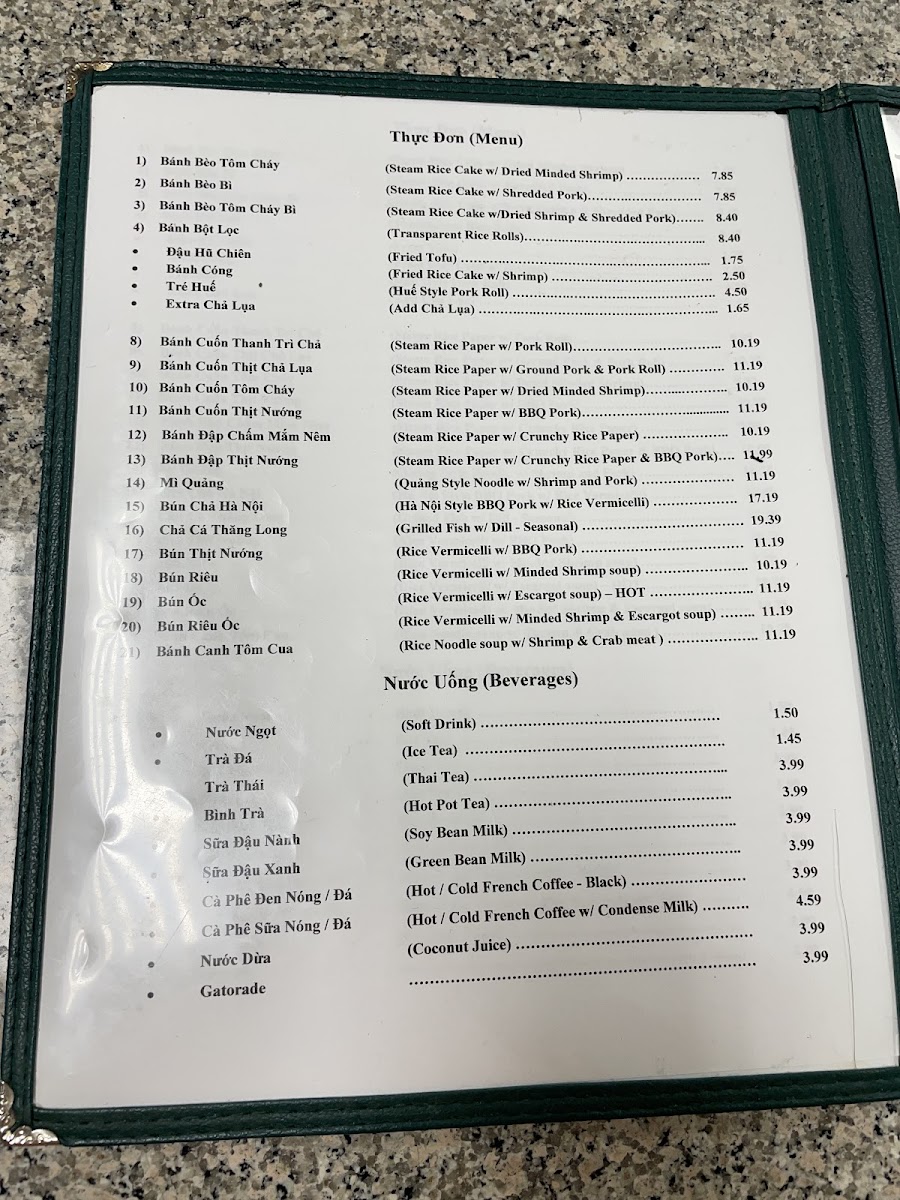 Thực Đơn (Menu)
1) Bánh Bèo Tôm Cháy (Steam Rice Cake w/ Dried Minded Shrimp) .................. 7.85
2) Bánh Bèo Bì (Steam Rice Cake w/ Shredded Pork)............................ 7.85
3) Bánh Bèo Tôm Cháy Bì (Steam Rice Cake w/Dried Shrimp & Shredded Pork)....... 8.40
4) Bánh Bột Lọc (Transparent Rice Rolls)............................................. 8.40
• Đậu Hũ Chiên (Fried Tofu) .............................................................. 1.75
• Bánh Cóng (Fried Rice Cake w/ Shrimp) ........................................ 2.50
• Tré Huế (Huế Style Pork Roll) .................................................. 4.50
• Extra Chả Lụa (Add Chả Lụa) ........................................................... 1.65
8) Bánh Cuốn Thanh Trì Chả (Steam Rice Paper w/ Pork Roll)..................................... 10.19
9) Bánh Cuốn Thịt Chả Lụa (Steam Rice Paper w/ Ground Pork & Pork Roll) ............. 11.19
10) Bánh Cuốn Tôm Cháy (Steam Rice Paper w/ Dried Minded Shrimp).................... 10.19
11) Bánh Cuốn Thịt Nướng (Steam Rice Paper w/ BBQ Pork)..................................... 11.19
12) Bánh Đập Chấm Mắm Nêm (Steam Rice Paper w/ Crunchy Rice Paper) ..................... 10.19
13) Bánh Đập Thịt Nướng (Steam Rice Paper w/ Crunchy Rice Paper & BBQ Pork).... 11.99
14) Mì Quảng (Quảng Style Noodle w/ Shrimp and Pork) ....................... 11.19
15) Bún Chả Hà Nội (Hà Nội Style BBQ Pork w/ Rice Vermicelli) ..................... 17.19
16) Chả Cá Thăng Long (Grilled Fish w/ Dill - Seasonal) ........................................ 19.39
17) Bún Thịt Nướng (Rice Vermicelli w/ BBQ Pork) ........................................ 11.19
18) Bún Riêu (Rice Vermicelli w/ Minded Shrimp soup) .......................... 10.19
19) Bún Ốc (Rice Vermicelli w/ Escargot soup) – HOT .......................... 11.19
20) Bún Riêu Ốc (Rice Vermicelli w/ Minded Shrimp & Escargot soup) ........ 11.19
21) Bánh Canh Tôm Cua (Rice Noodle soup w/ Shrimp & Crab meat ) ...................... 11.19
Nước Uống (Beverages)
• Nước Ngọt (Soft Drink) ........................................................... 1.50
• Trà Đá (Ice Tea) ................................................................ 1.45
Trà Thái (Thai Tea) ............................................................... 3.99
Bình Trà (Hot Pot Tea) .......................................................... 3.99
Sữa Đậu Nành (Soy Bean Milk) ....................................................... 3.99
• Sữa Đậu Xanh (Green Bean Milk) .................................................... 3.99
Cà Phê Đen Nóng / Đá (Hot / Cold French Coffee - Black) ............................ 3.99
• Cà Phê Sữa Nóng / Đá (Hot / Cold French Coffee w/ Condense Milk) .......... 4.59
• Nước Dừa (Coconut Juice) .......................................................... 3.99
• Gatorade ..................................................................................... 3.99